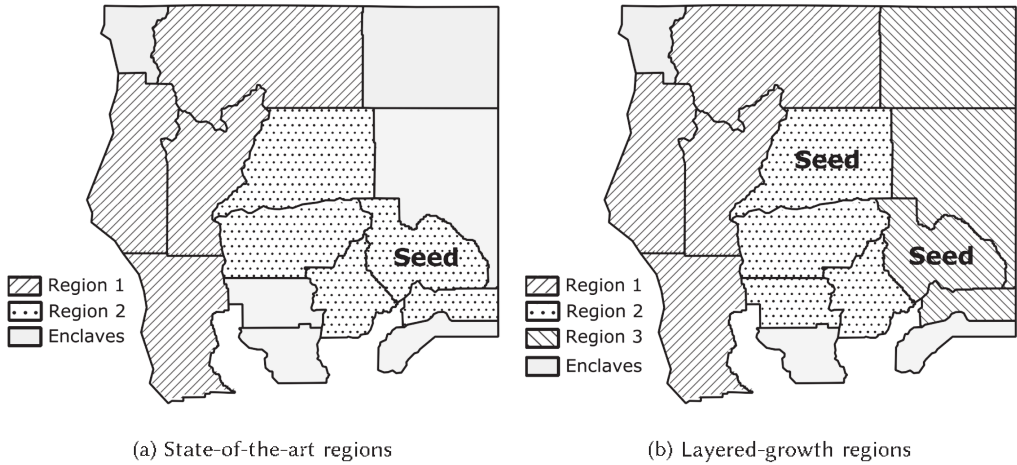 Seed
Region 1
Region 2
Enclaves
(a) State-of-the-art regions
Seed
Seed
Region 1
Region 2
Region 3
Enclaves
(b) Layered-growth regions